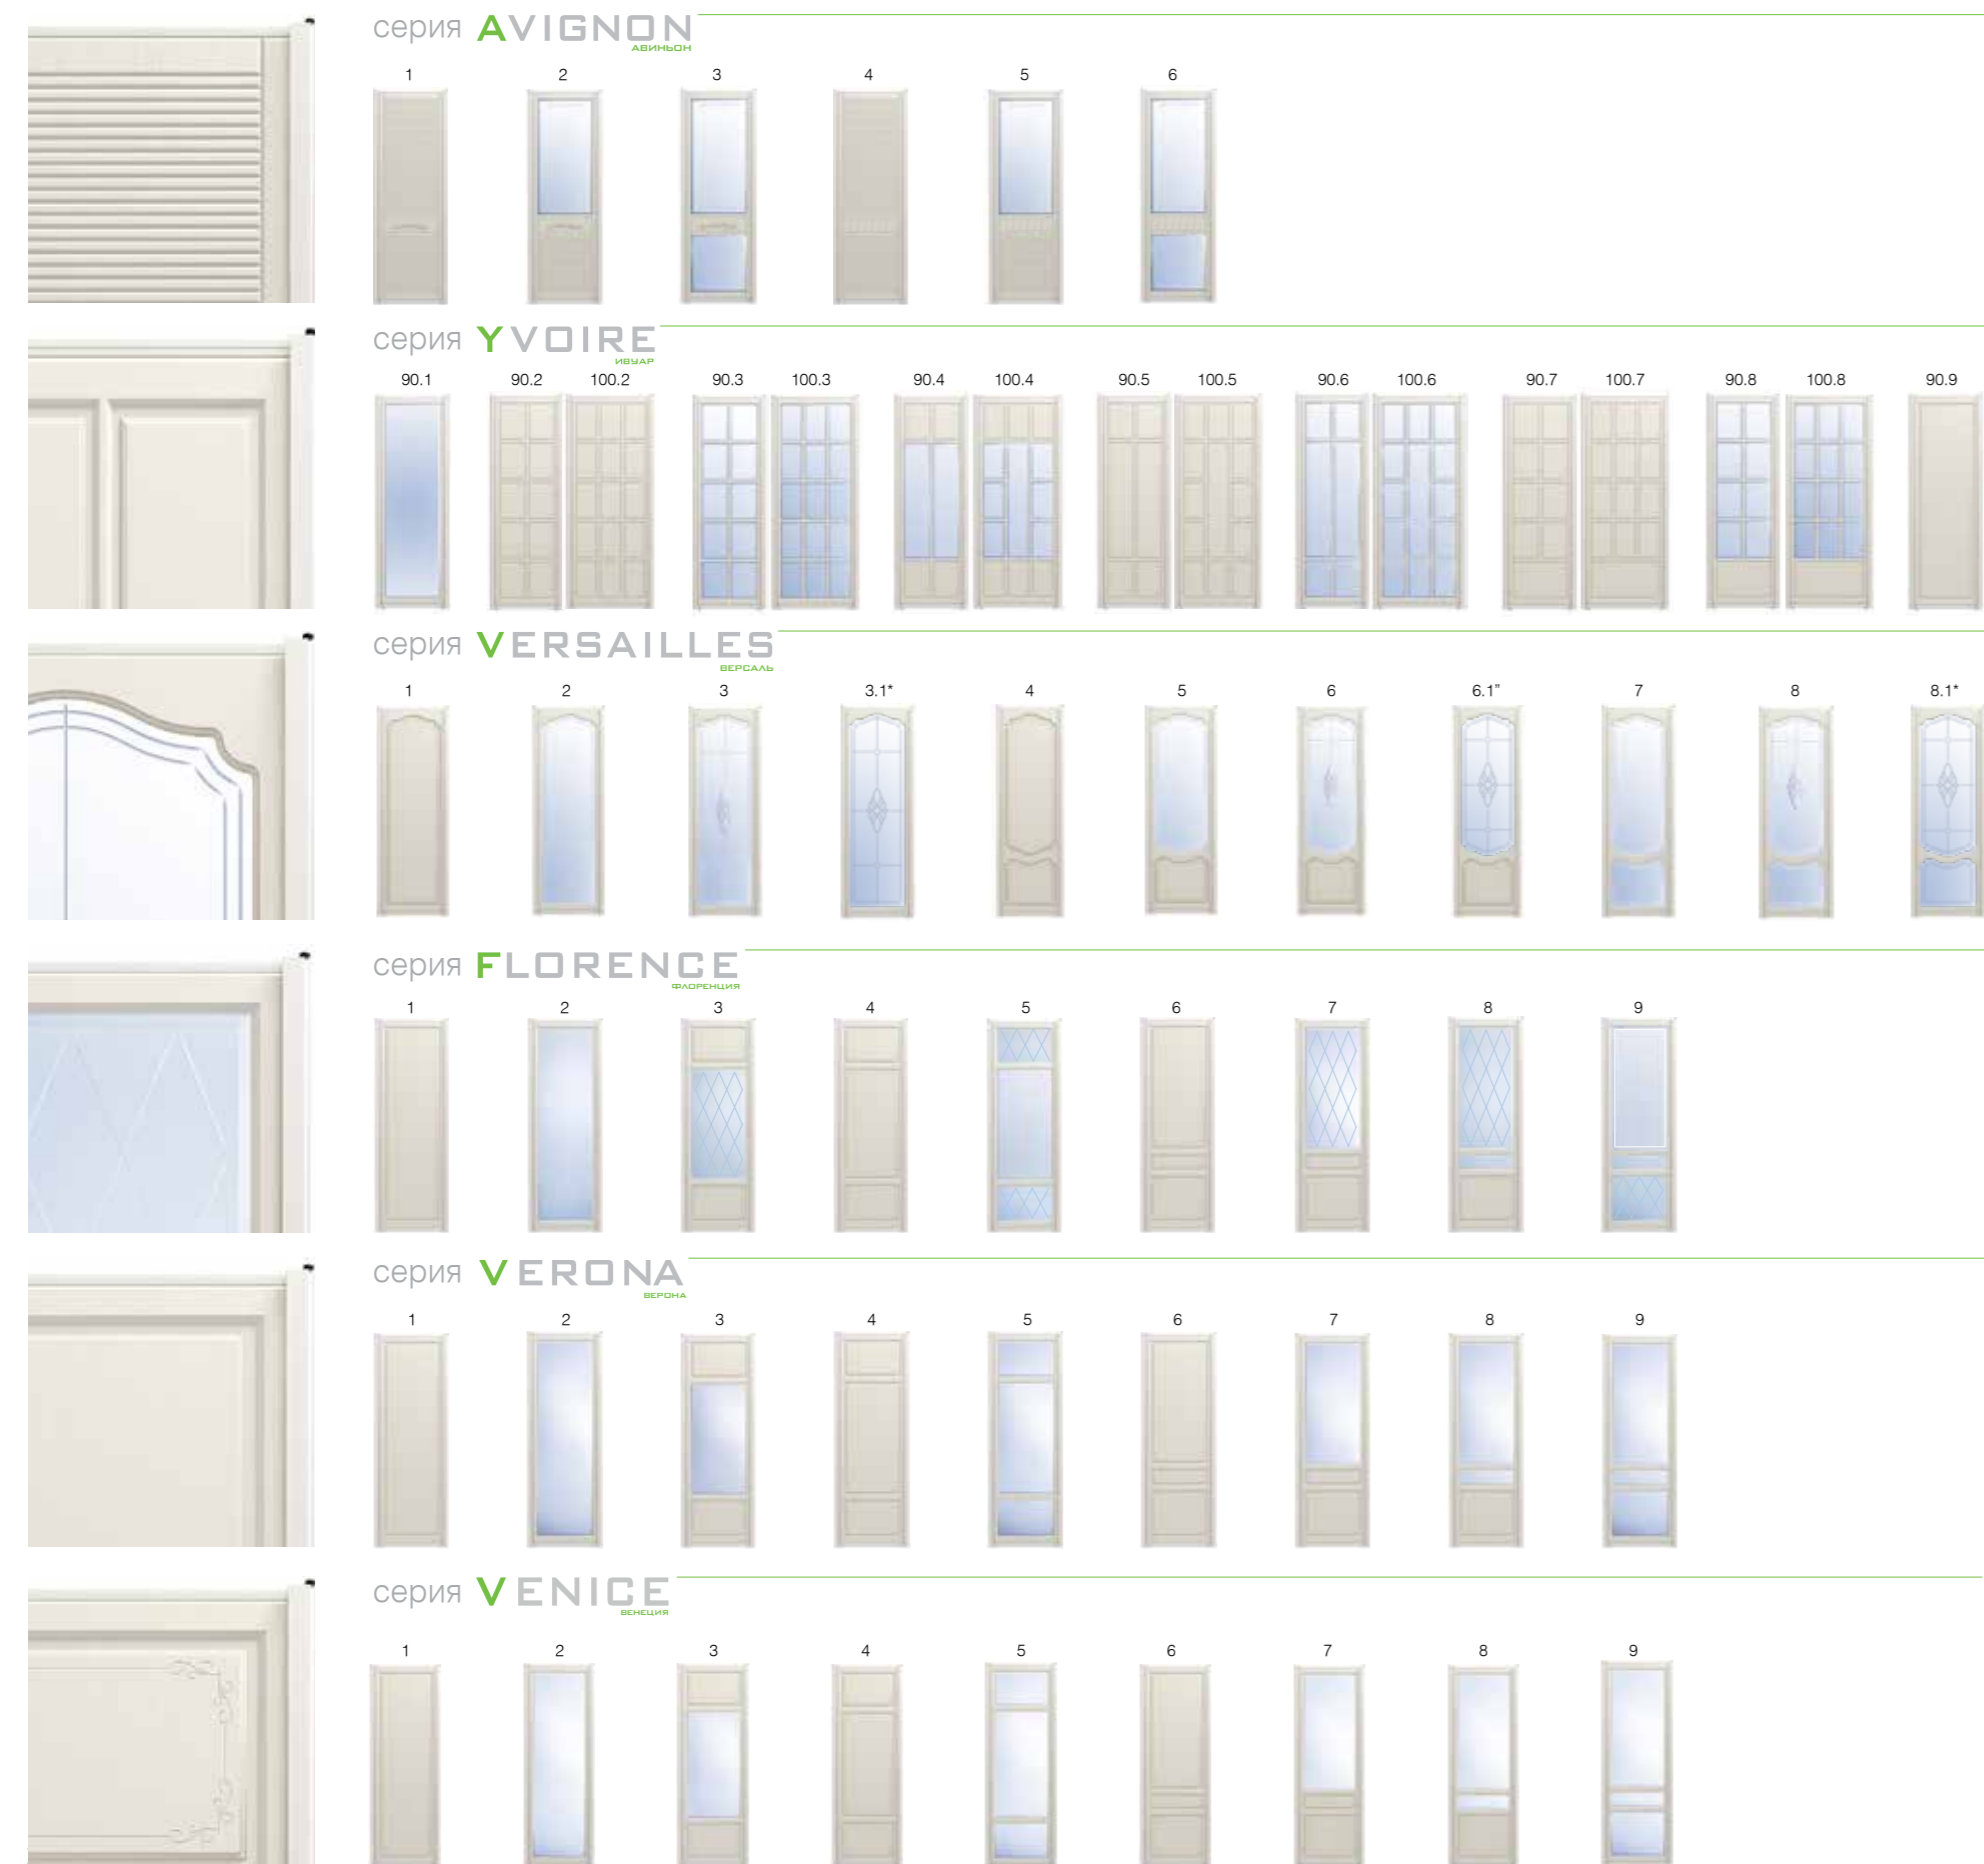 серия AVIGNON
АВИНЬОН
1 2 3 4 5 6
серия YVOIRE
ИВУАР
90.1 90.2 100.2 90.3 100.3 90.4 100.4 90.5 100.5 90.6 100.6 90.7 100.7 90.8 100.8 90.9
серия VERSAILLES
ВЕРСАЛЬ
1 2 3 3.1* 4 5 6 6.1” 7 8 8.1*
серия FLORENCE
ФЛОРЕНЦИЯ
1 2 3 4 5 6 7 8 9
серия VERONA
ВЕРОНА
1 2 3 4 5 6 7 8 9
серия VENICE
ВЕНЕЦИЯ
1 2 3 4 5 6 7 8 9